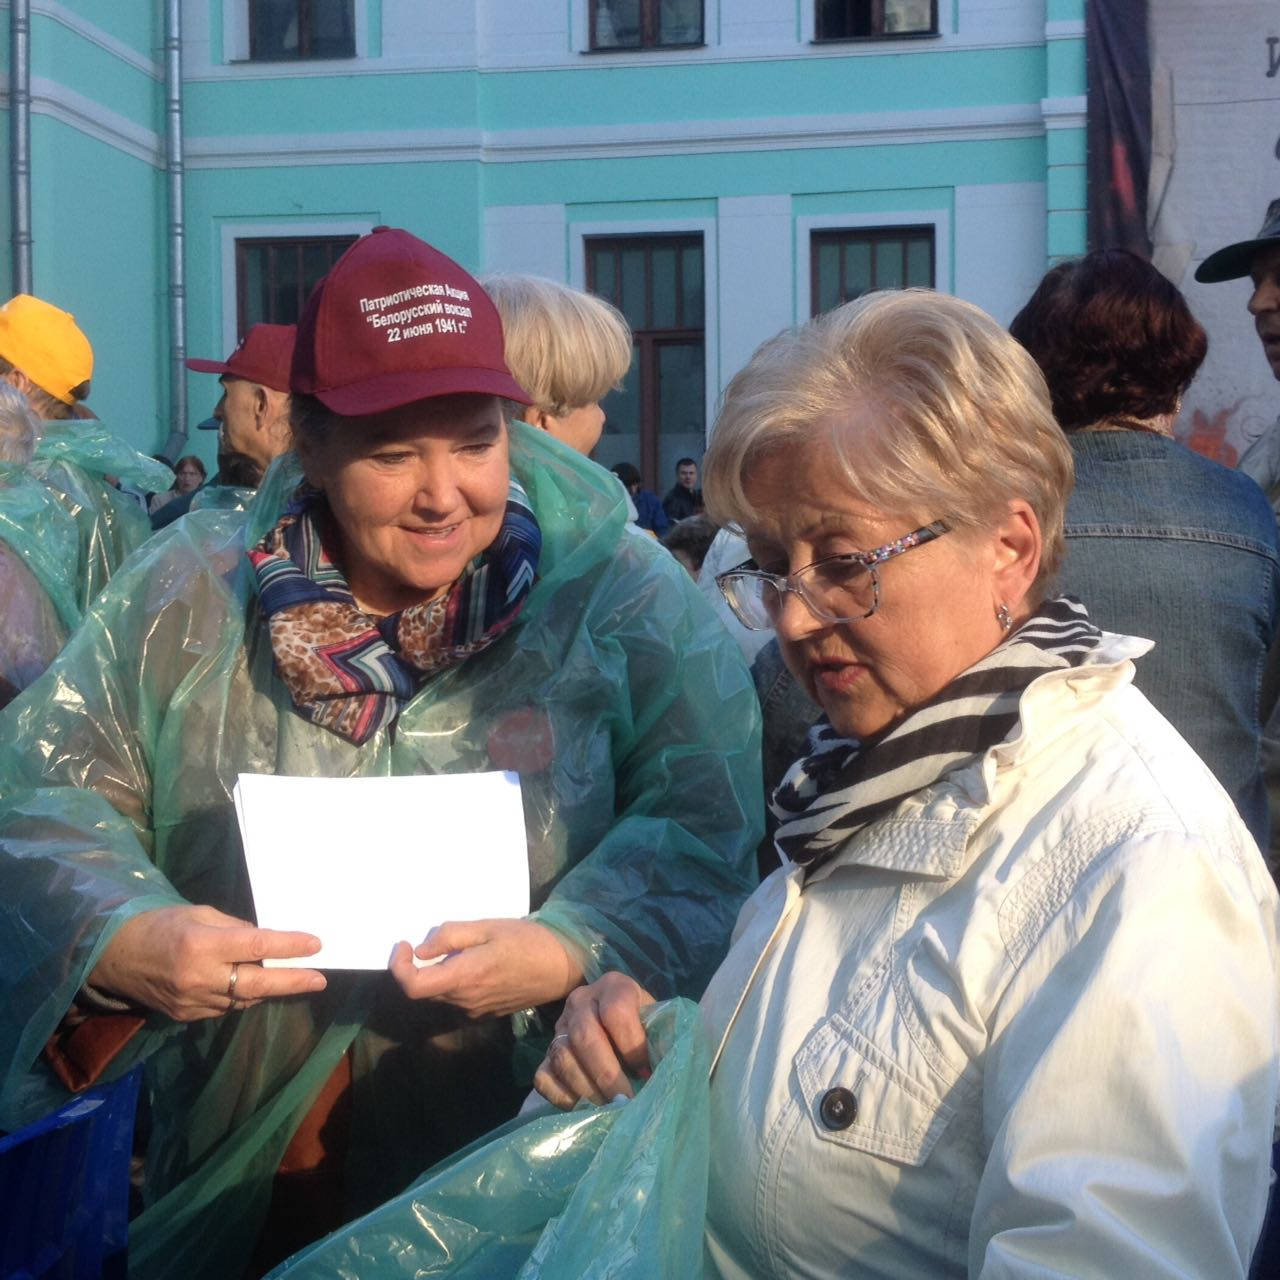 Патриотическая Акция
"Белорусский вокзал
22 июня 1941 г."
И